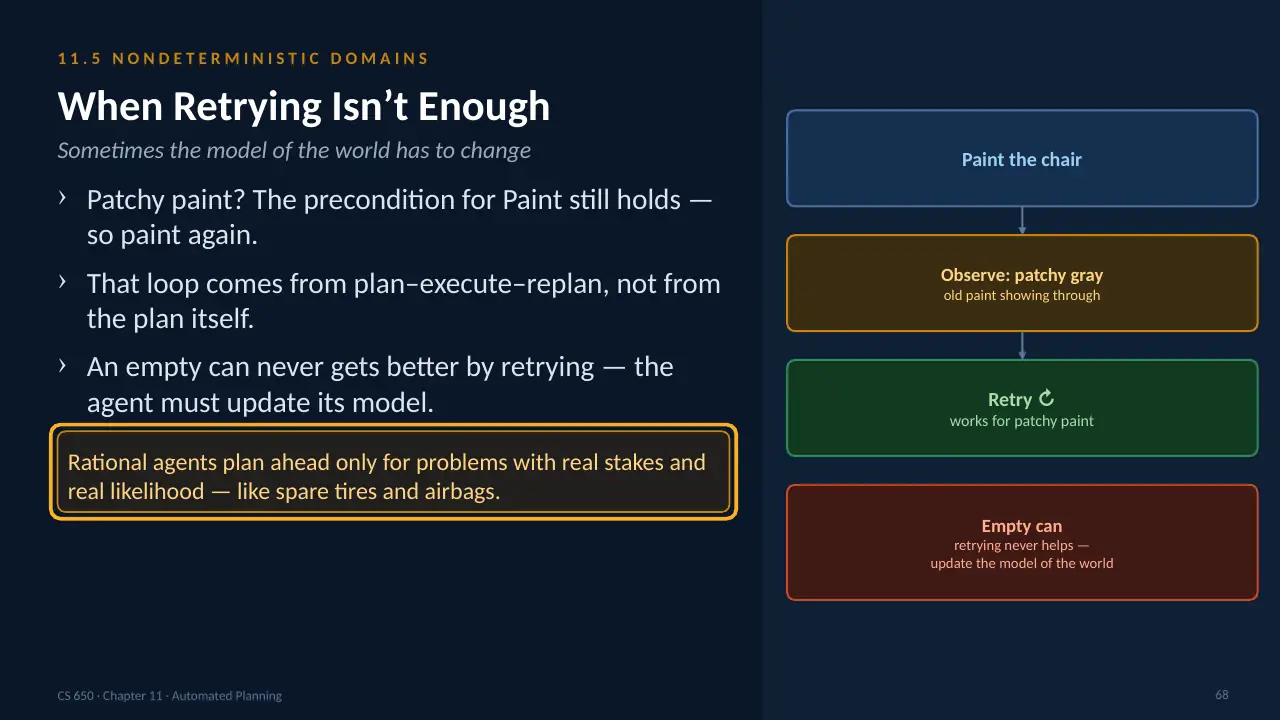 11.5 NONDETERMINISTIC DOMAINS
When Retrying Isn’t Enough
Sometimes the model of the world has to change
› Patchy paint? The precondition for Paint still holds —
so paint again.
› That loop comes from plan–execute–replan, not from
the plan itself.
› An empty can never gets better by retrying — the
agent must update its model.
Rational agents plan ahead only for problems with real stakes and
real likelihood — like spare tires and airbags.
Paint the chair
Observe: patchy gray
old paint showing through
Retry ↻
works for patchy paint
Empty can
retrying never helps —
update the model of the world
CS 650 · Chapter 11 · Automated Planning
68